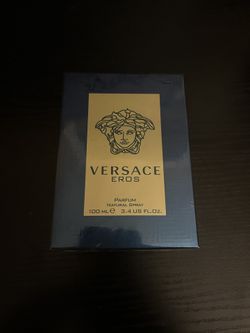 VERSACE
EROS
PARFUM
NATURAL SPRAY
100 ML ℮ 3.4 US FL.OZ.